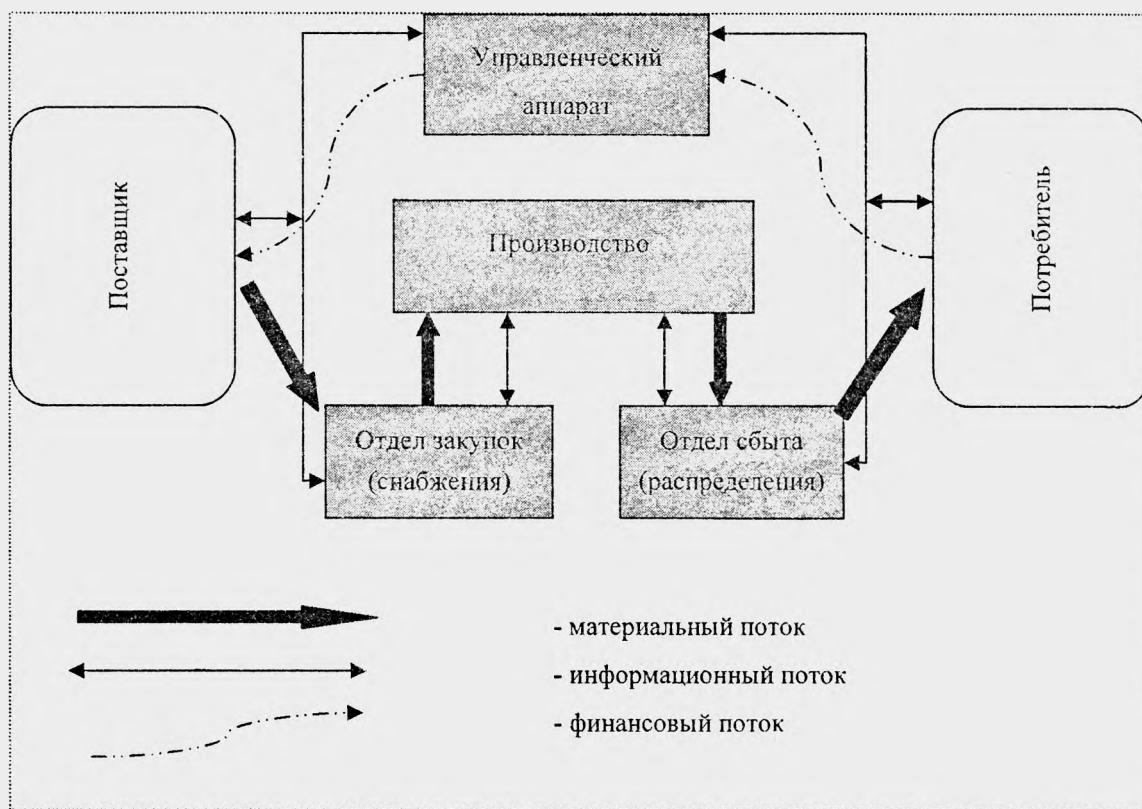 Управленческий
аппарат
Поставщик
Потребитель
Производство
Отдел закупок
(снабжения)
Отдел сбыта
(распределения)
- материальный поток
- информационный поток
- финансовый поток